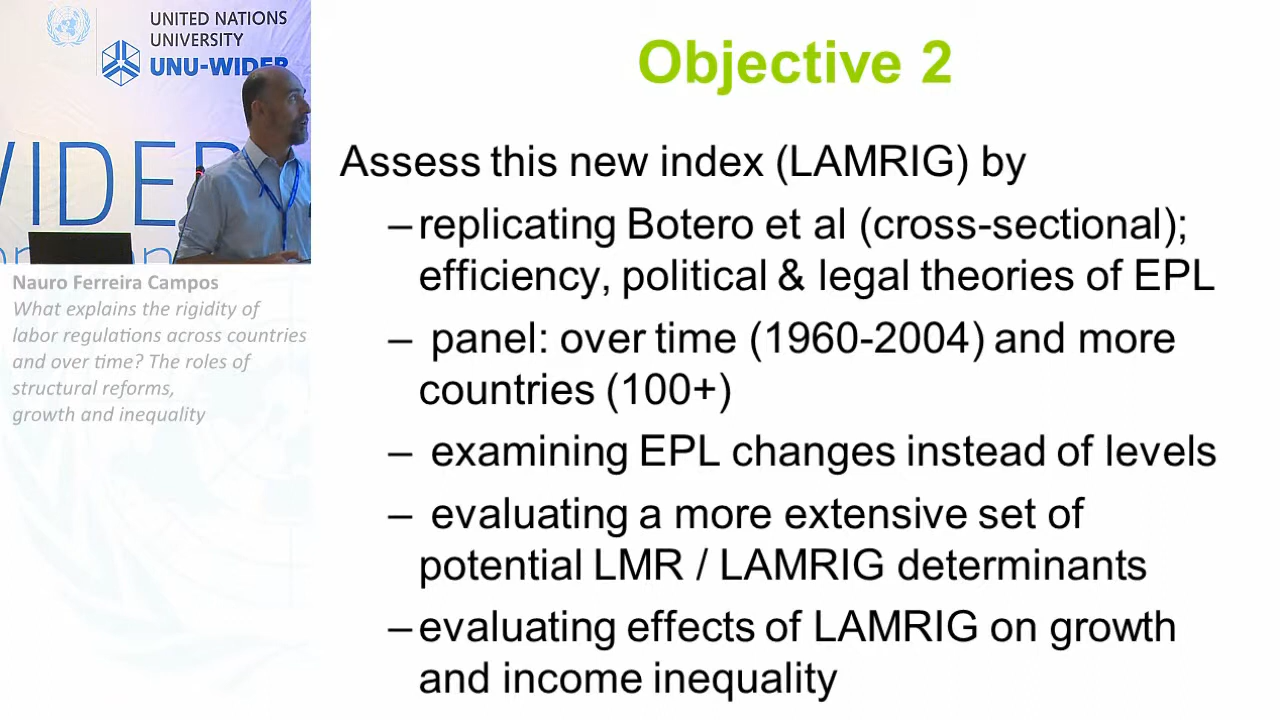 UNITED NATIONS
UNIVERSITY
UNU-WIDER
WIDER
Nauro Ferreira Campos
What explains the rigidity of
labor regulations across countries
and over time? The roles of
structural reforms,
growth and inequality
Objective 2
Assess this new index (LAMRIG) by
–replicating Botero et al (cross-sectional);
efficiency, political & legal theories of EPL
– panel: over time (1960-2004) and more
countries (100+)
– examining EPL changes instead of levels
– evaluating a more extensive set of
potential LMR / LAMRIG determinants
–evaluating effects of LAMRIG on growth
and income inequality